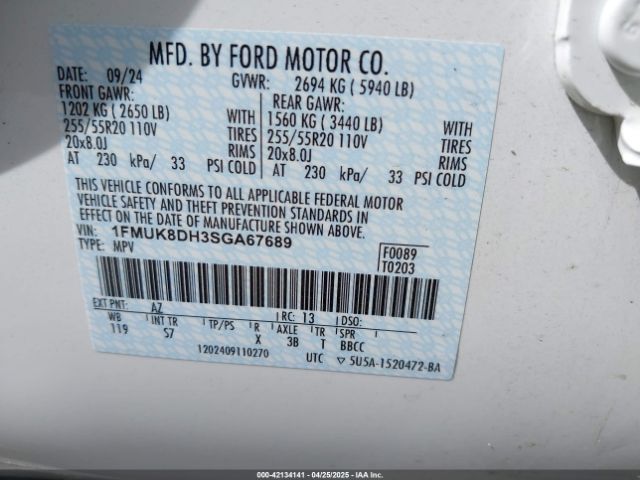 MFD. BY FORD MOTOR CO.
DATE: 09/24 GVWR: 2694 KG ( 5940 LB)
FRONT GAWR: REAR GAWR:
1202 KG ( 2650 LB) WITH 1560 KG ( 3440 LB) WITH
255/55R20 110V TIRES 255/55R20 110V TIRES
20x8.0J RIMS 20x8.0J RIMS
AT 230 kPa/ 33 PSI COLD AT 230 kPa/ 33 PSI COLD
THIS VEHICLE CONFORMS TO ALL APPLICABLE FEDERAL MOTOR
VEHICLE SAFETY AND THEFT PREVENTION STANDARDS IN
EFFECT ON THE DATE OF MANUFACTURE SHOWN ABOVE.
VIN: 1FMUK8DH3SGA67689
TYPE: MPV
F0089
T0203
EXT PNT: AZ RC: 13 DSO:
WB INT TR TP/PS R AXLE TR SPR
119 S7 X 3B T BBCC
1202409110270 UTC 5U5A-1520472-BA
000-42134141 - 04/25/2025 - IAAI.COM